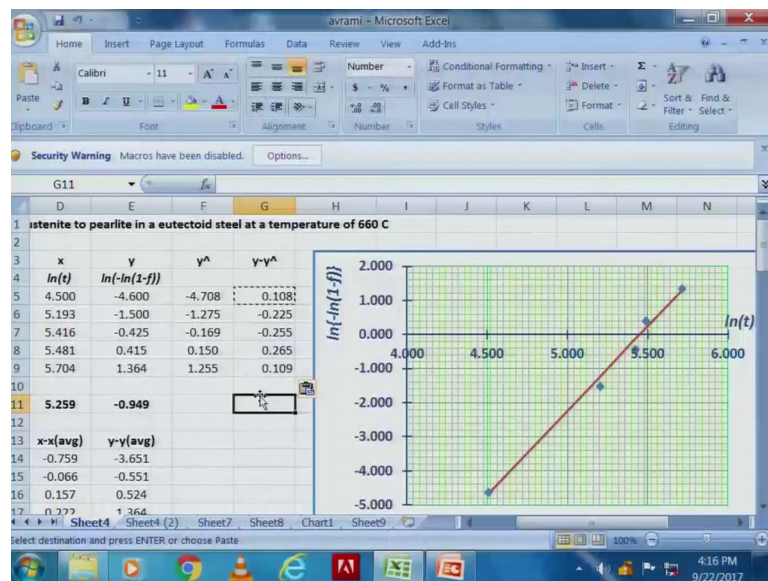 avrami - Microsoft Excel
Home Insert Page Layout Formulas Data Review View Add-Ins
Paste
Calibri 11 A A
B I U A
Number
$ % ,
Conditional Formatting
Format as Table
Cell Styles
Insert
Delete
Format
Σ
Sort & Filter
Find & Select
Clipboard Font Alignment Number Styles Cells Editing
Security Warning Macros have been disabled. Options...
G11 fx
D E F G H I J K L M N
1 ustenite to pearlite in a eutectoid steel at a temperature of 660 C
2
3 x y y^ y-y^
4 ln(t) ln(-ln(1-f))
5 4.500 -4.600 -4.708 0.108
6 5.193 -1.500 -1.275 -0.225
7 5.416 -0.425 -0.169 -0.255
8 5.481 0.415 0.150 0.265
9 5.704 1.364 1.255 0.109
10
11 5.259 -0.949
12
13 x-x(avg) y-y(avg)
14 -0.759 -3.651
15 -0.066 -0.551
16 0.157 0.524
17 0.222 1.364
ln{-ln(1-f)}
2.000
1.000
0.000
-1.000
-2.000
-3.000
-4.000
-5.000
ln(t)
4.000 4.500 5.000 5.500 6.000
Sheet4 Sheet4 (2) Sheet7 Sheet8 Chart1 Sheet9
Select destination and press ENTER or choose Paste
100%
4:16 PM
9/22/2017